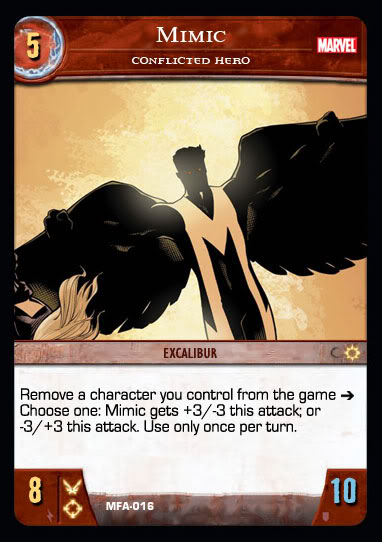 5
MIMIC
CONFLICTED HERO
MARVEL
M
EXCALIBUR
Remove a character you control from the game ➔
Choose one: Mimic gets +3/-3 this attack; or
-3/+3 this attack. Use only once per turn.
8
MFA-016
10